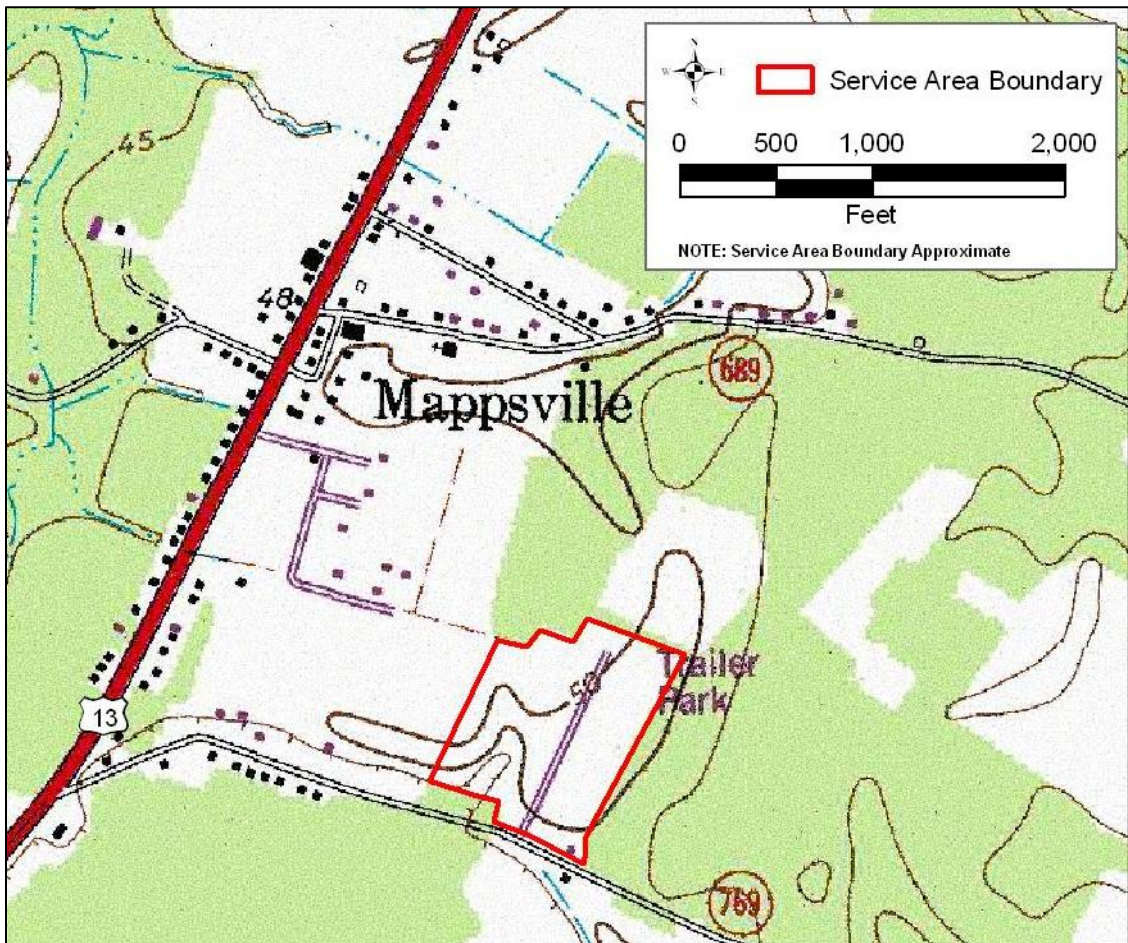 N
W E
S
Service Area Boundary
0 500 1,000 2,000
Feet
NOTE: Service Area Boundary Approximate
45
48
689
Mappsville
Trailer
Park
50
13
769